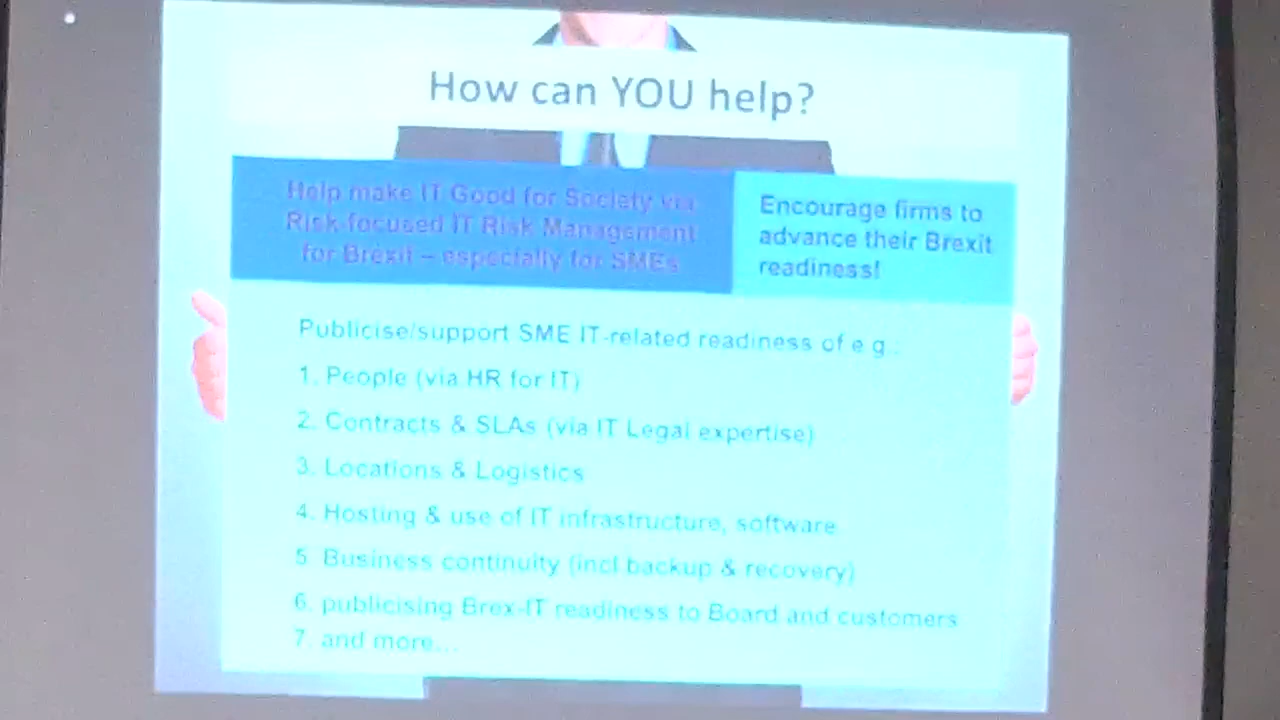 How can YOU help?
Help make IT Good for Society via
Risk-focused IT Risk Management
for Brexit – especially for SMEs
Encourage firms to
advance their Brexit
readiness!
Publicise/support SME IT-related readiness of e g..
1. People (via HR for IT)
2. Contracts & SLAs (via IT Legal expertise)
3. Locations & Logistics
4. Hosting & use of IT infrastructure, software
5. Business continuity (incl backup & recovery)
6. publicising Brex-IT readiness to Board and customers
7. and more...